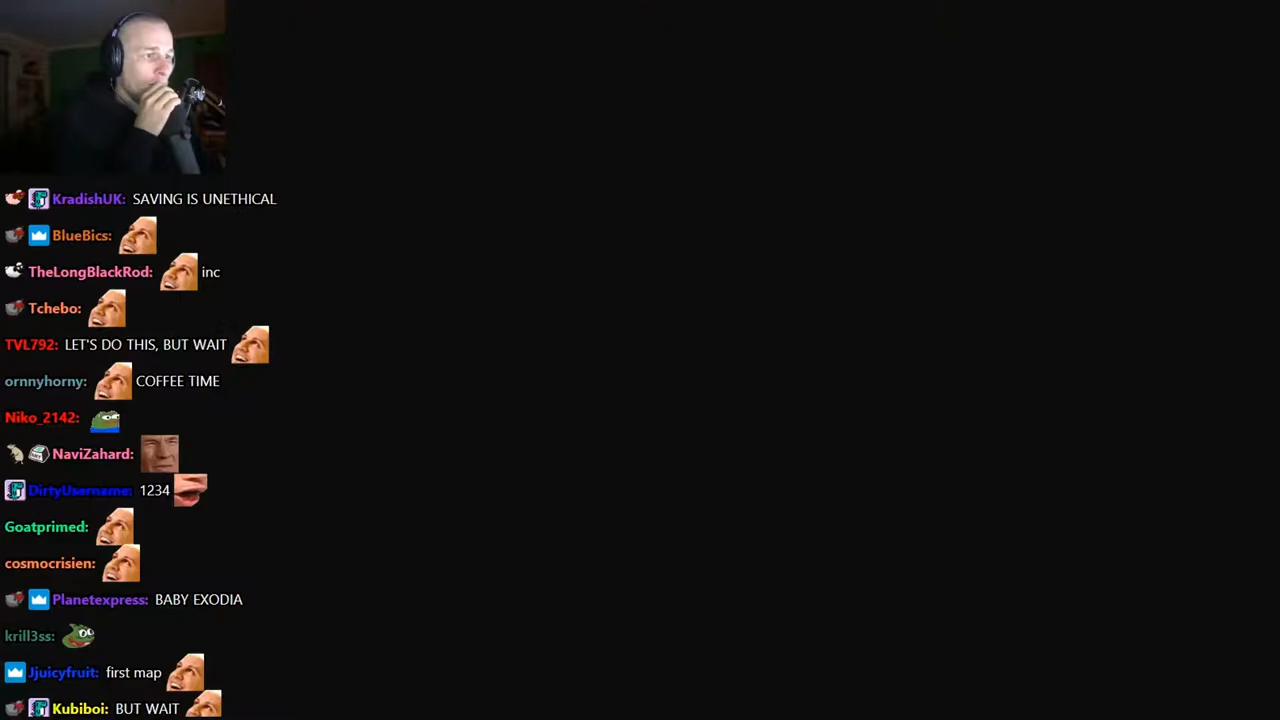 KradishUK: SAVING IS UNETHICAL
BlueBics:
TheLongBlackRod: inc
Tchebo:
TVL792: LET'S DO THIS, BUT WAIT
ornnyhorny: COFFEE TIME
Niko_2142:
NaviZahard:
DirtyUsername: 1234
Goatprimed:
cosmocrisien:
Planetexpress: BABY EXODIA
krill3ss:
Jjuicyfruit: first map
Kubiboi: BUT WAIT